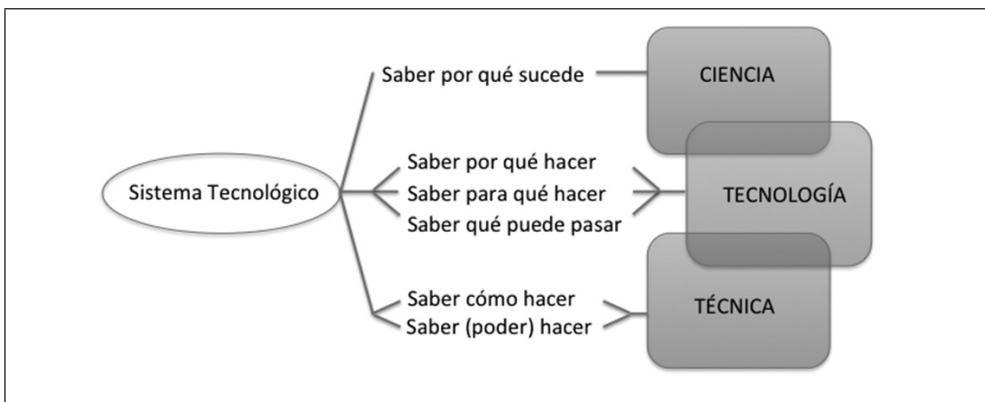 Saber por qué sucede
CIENCIA
Sistema Tecnológico
Saber por qué hacer
Saber para qué hacer
Saber qué puede pasar
TECNOLOGÍA
Saber cómo hacer
Saber (poder) hacer
TÉCNICA